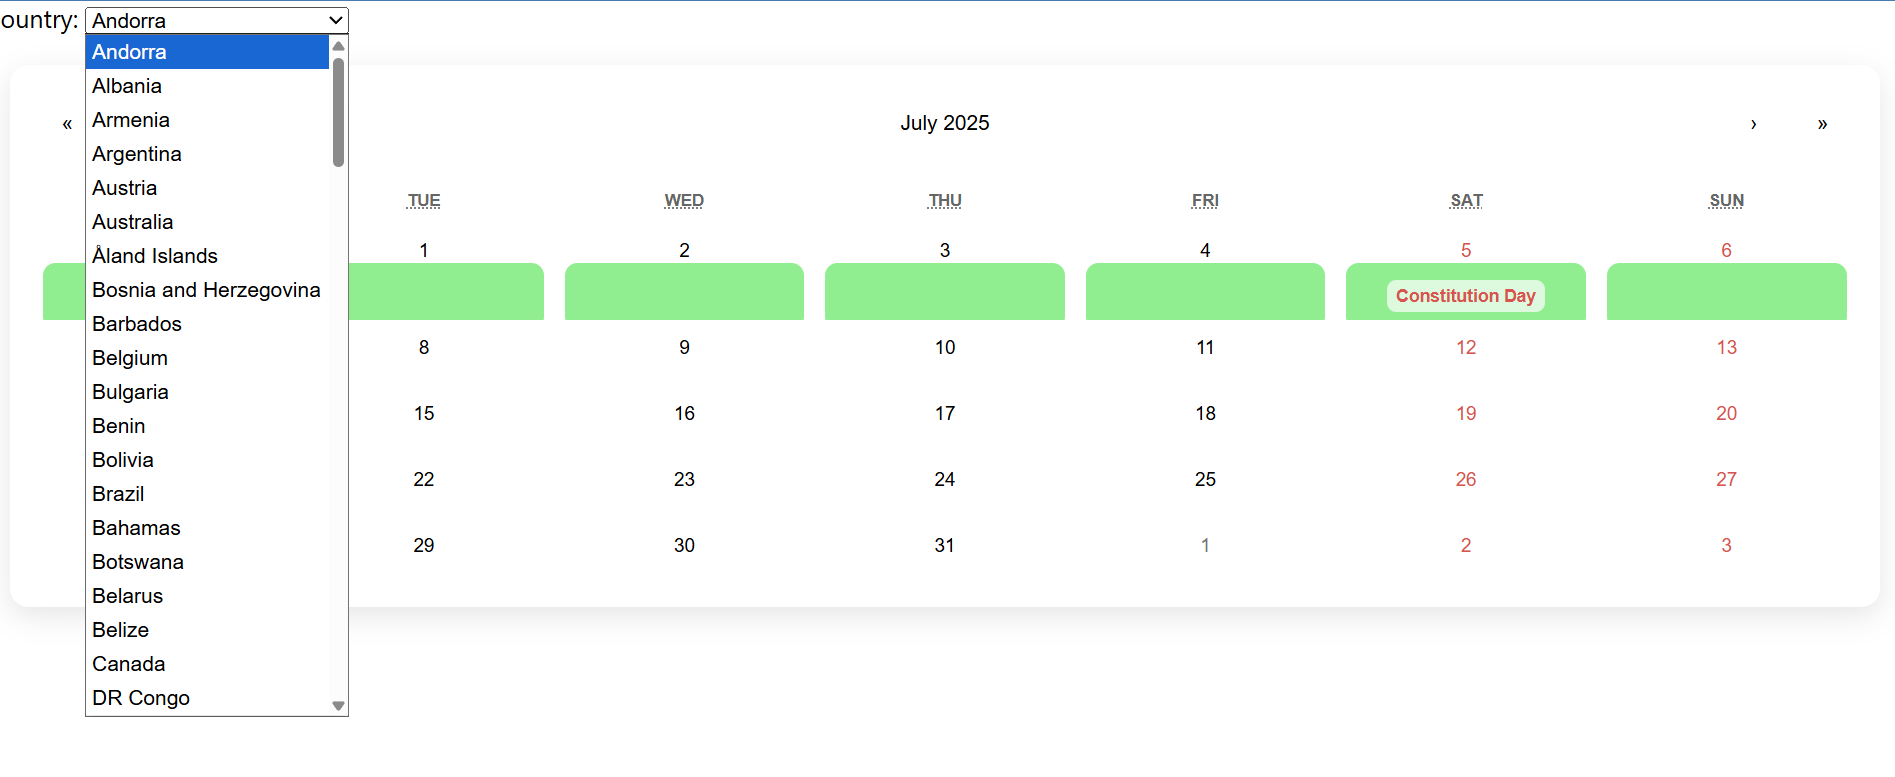 ountry: Andorra
Andorra
Albania
Armenia
Argentina
Austria
Australia
Åland Islands
Bosnia and Herzegovina
Barbados
Belgium
Bulgaria
Benin
Bolivia
Brazil
Bahamas
Botswana
Belarus
Belize
Canada
DR Congo
« July 2025 › »
TUE WED THU FRI SAT SUN
1 2 3 4 5 6
Constitution Day
8 9 10 11 12 13
15 16 17 18 19 20
22 23 24 25 26 27
29 30 31 1 2 3